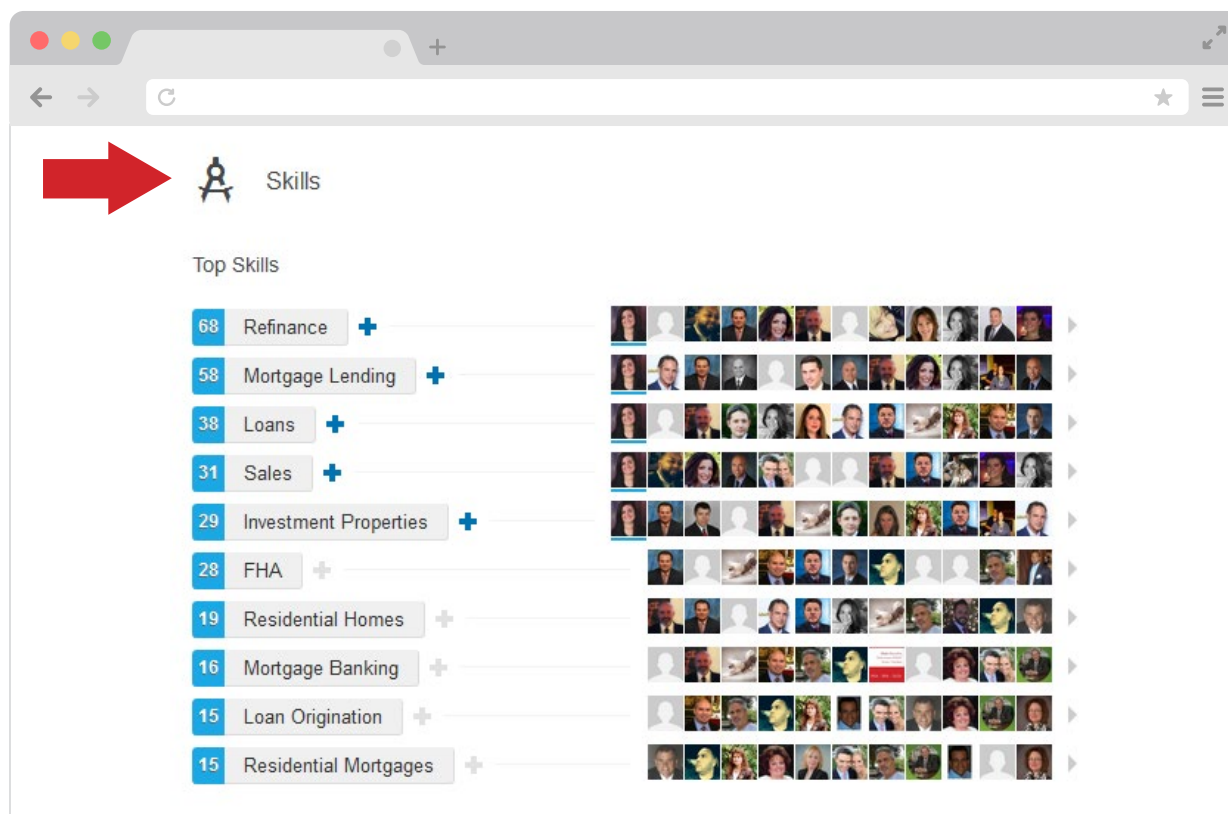 Skills
Top Skills
68 Refinance
58 Mortgage Lending
38 Loans
31 Sales
29 Investment Properties
28 FHA
19 Residential Homes
16 Mortgage Banking
15 Loan Origination
15 Residential Mortgages